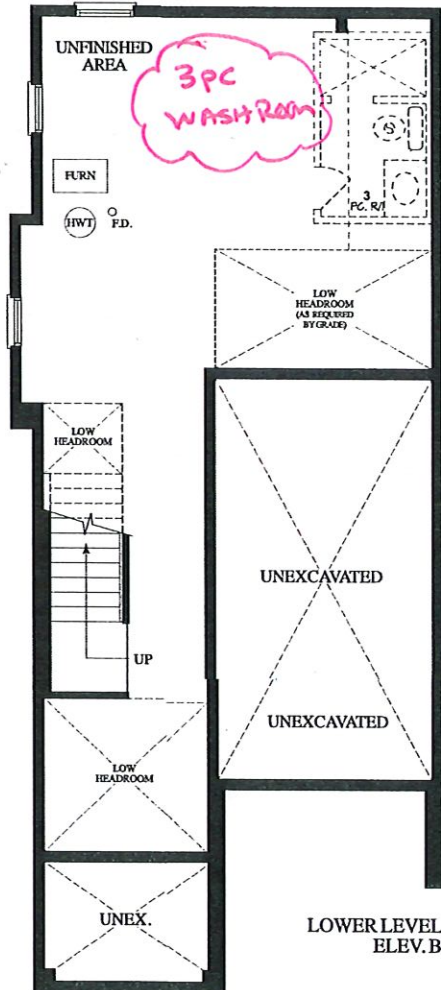 UNFINISHED
AREA
3pc
WASHROOM
FURN
HWT
F.D.
S
3
PC. R/I
LOW
HEADROOM
(AS REQUIRED
BY GRADE)
LOW
HEADROOM
UNEXCAVATED
UP
UNEXCAVATED
LOW
HEADROOM
UNEX.
LOWER LEVEL
ELEV. B